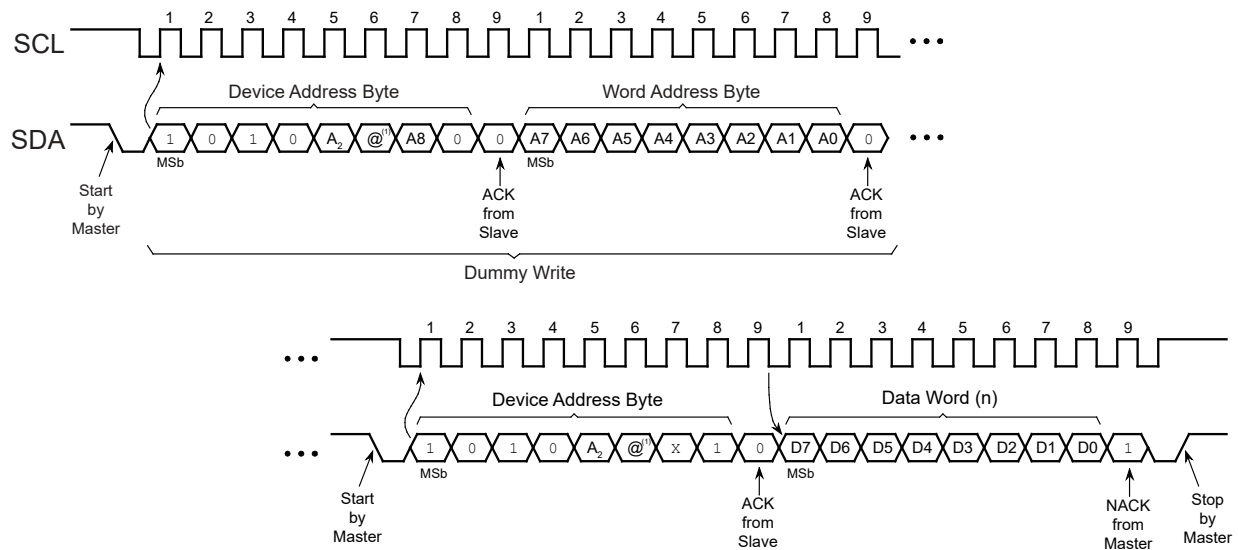 1 2 3 4 5 6 7 8 9 1 2 3 4 5 6 7 8 9
SCL
Device Address Byte Word Address Byte
SDA 1 0 1 0 A2 @(1) A8 0 0 A7 A6 A5 A4 A3 A2 A1 A0 0
MSb MSb
Start by Master
ACK from Slave
ACK from Slave
Dummy Write
1 2 3 4 5 6 7 8 9 1 2 3 4 5 6 7 8 9
Device Address Byte Data Word (n)
1 0 1 0 A2 @(1) X 1 0 D7 D6 D5 D4 D3 D2 D1 D0 1
MSb MSb
Start by Master
ACK from Slave
NACK from Master
Stop by Master